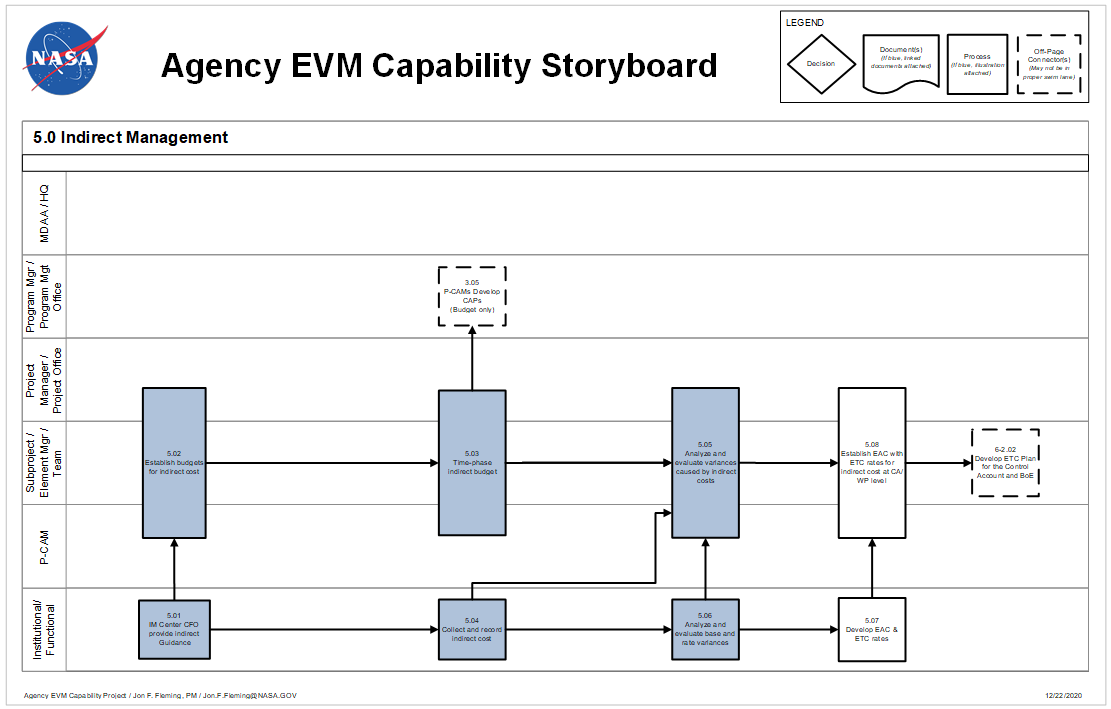 NASA
Agency EVM Capability Storyboard
LEGEND
Decision
Document(s)
(If blue, linked
documents attached)
Process
(If blue, illustration
attached)
Off-Page
Connector(s)
(May not be in
proper swim lane)
5.0 Indirect Management
MDAA / HQ
Program Mgr /
Program Mgt
Office
3.05
P-CAMs Develop
CAPs
(Budget only)
Project
Manager /
Project Office
Subproject /
Element Mgr /
Team
5.02
Establish budgets
for indirect cost
5.03
Time-phase
indirect budget
5.05
Analyze and
evaluate variances
caused by indirect
costs
5.08
Establish EAC with
ETC rates for
indirect cost at CA/
WP level
6-2.02
Develop ETC Plan
for the Control
Account and BoE
P-CAM
Institutional/
Functional
5.01
IM Center CFO
provide indirect
Guidance
5.04
Collect and record
indirect cost
5.06
Analyze and
evaluate base and
rate variances
5.07
Develop EAC &
ETC rates
Agency EVM Capability Project / Jon F. Fleming, PM / Jon.F.Fleming@NASA.GOV
12/22/2020